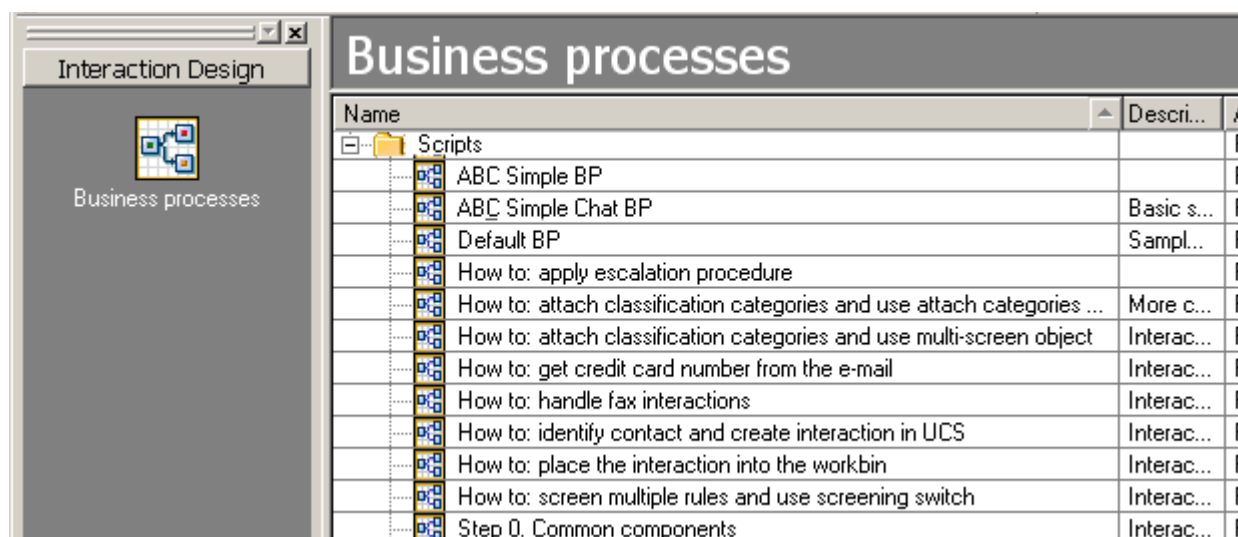 Interaction Design
Business processes
Business processes
Name Descri...
Scripts
ABC Simple BP
ABC Simple Chat BP Basic s...
Default BP Sampl...
How to: apply escalation procedure
How to: attach classification categories and use attach categories ... More c...
How to: attach classification categories and use multi-screen object Interac...
How to: get credit card number from the e-mail Interac...
How to: handle fax interactions Interac...
How to: identify contact and create interaction in UCS Interac...
How to: place the interaction into the workbin Interac...
How to: screen multiple rules and use screening switch Interac...
Step 0. Common components Interac...